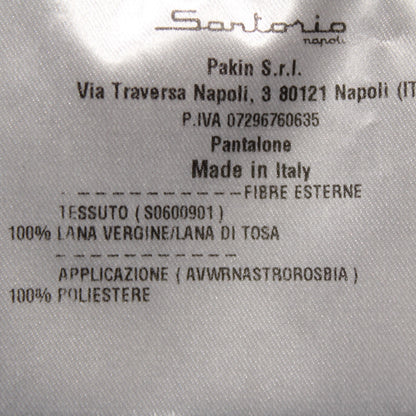 Sartorio
napoli
Pakin S.r.l.
Via Traversa Napoli, 3 80121 Napoli (IT
P.IVA 07296760635
Pantalone
Made in Italy
- - - - - - - - - - - - -FIBRE ESTERNE
TESSUTO ( S0600901 )
100% LANA VERGINE/LANA DI TOSA
- - - - - - - - - - - - -
APPLICAZIONE ( AVWRNASTROROSBIA )
100% POLIESTERE